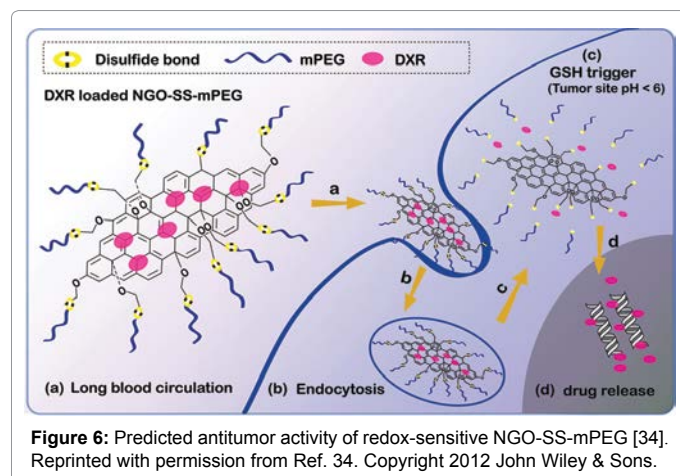 Disulfide bond mPEG DXR
DXR loaded NGO-SS-mPEG
(c)
GSH trigger
(Tumor site pH < 6)
O
O
O
O
O
O
O
O
O
O
a
b
c
d
(a) Long blood circulation
(b) Endocytosis
(d) drug release
Figure 6: Predicted antitumor activity of redox-sensitive NGO-SS-mPEG [34].
Reprinted with permission from Ref. 34. Copyright 2012 John Wiley & Sons.